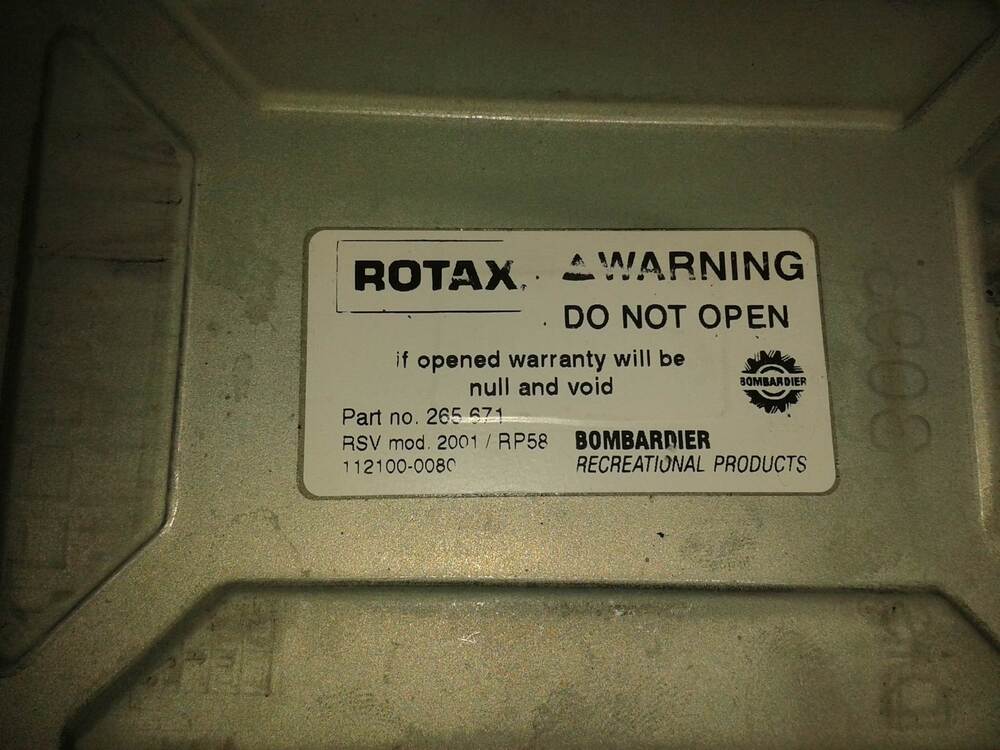 ROTAX
WARNING
DO NOT OPEN
if opened warranty will be
null and void
BOMBARDIER
Part no. 265 671
RSV mod. 2001 / RP58
112100-0080
BOMBARDIER
RECREATIONAL PRODUCTS